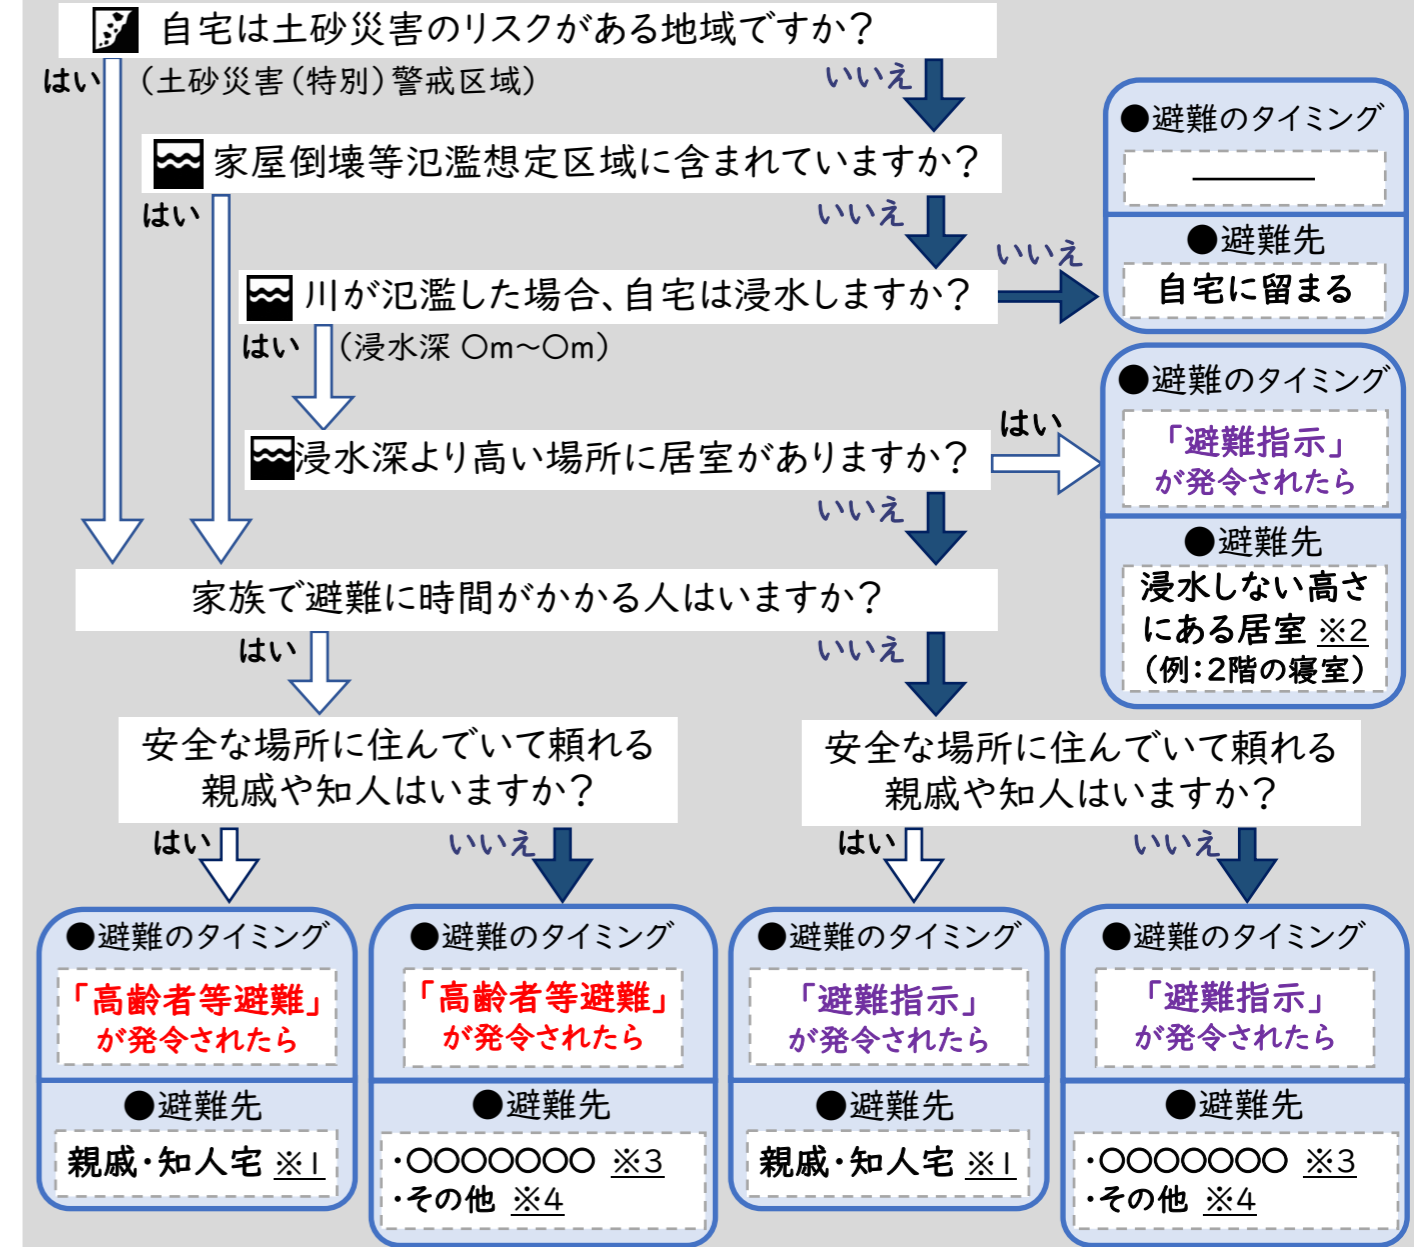 自宅は土砂災害のリスクがある地域ですか?
はい
(土砂災害(特別)警戒区域)
いいえ
家屋倒壊等氾濫想定区域に含まれていますか?
はい
いいえ
川が氾濫した場合、自宅は浸水しますか?
いいえ
はい
(浸水深 〇m~〇m)
●避難のタイミング
●避難先
自宅に留まる
浸水深より高い場所に居室がありますか?
はい
いいえ
●避難のタイミング
「避難指示」
が発令されたら
●避難先
浸水しない高さ
にある居室 ※2
(例:2階の寝室)
家族で避難に時間がかかる人はいますか?
はい
いいえ
安全な場所に住んでいて頼れる
親戚や知人はいますか?
はい
いいえ
安全な場所に住んでいて頼れる
親戚や知人はいますか?
はい
いいえ
●避難のタイミング
「高齢者等避難」
が発令されたら
●避難先
親戚・知人宅 ※1
●避難のタイミング
「高齢者等避難」
が発令されたら
●避難先
・〇〇〇〇〇〇〇 ※3
・その他 ※4
●避難のタイミング
「避難指示」
が発令されたら
●避難先
親戚・知人宅 ※1
●避難のタイミング
「避難指示」
が発令されたら
●避難先
・〇〇〇〇〇〇〇 ※3
・その他 ※4